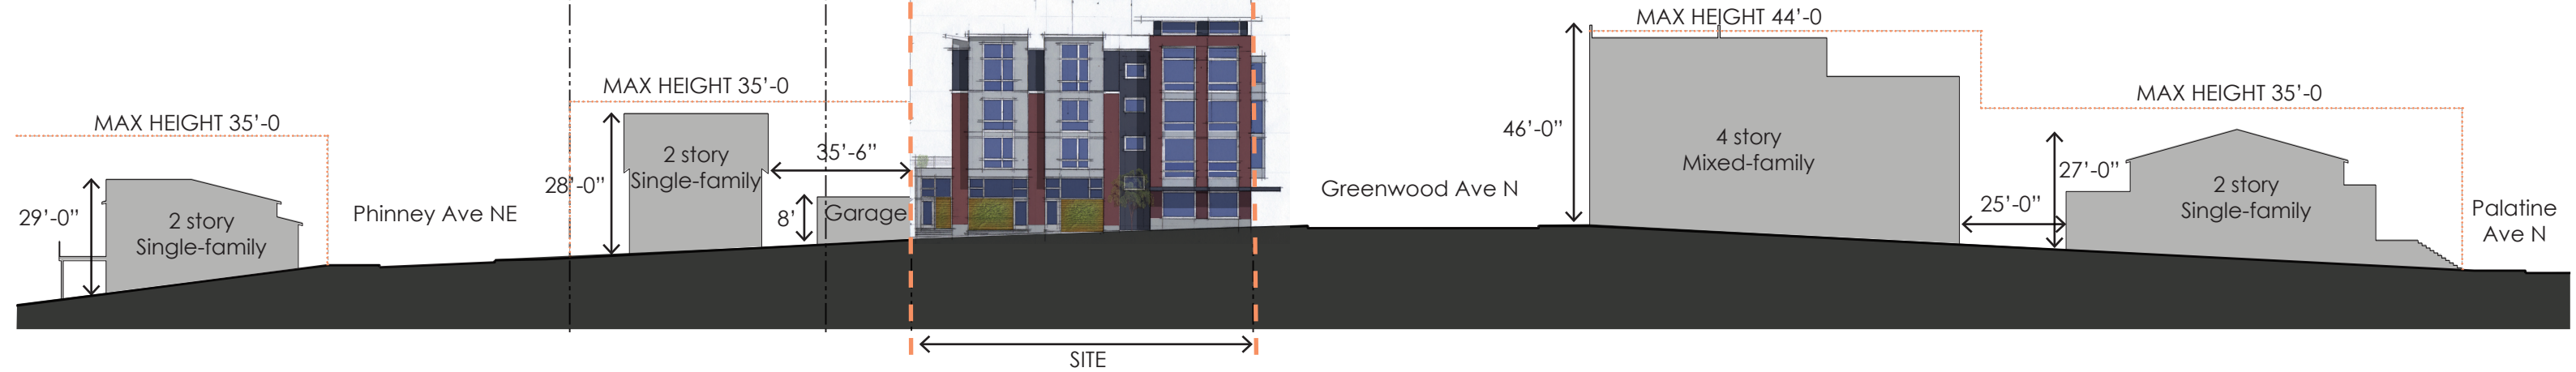 MAX HEIGHT 35’-0
29’-0”
2 story
Single-family
Phinney Ave NE
MAX HEIGHT 35’-0
28’-0”
2 story
Single-family
35’-6”
8’
Garage
SITE
Greenwood Ave N
MAX HEIGHT 44’-0
46’-0”
4 story
Mixed-family
MAX HEIGHT 35’-0
25’-0”
27’-0”
2 story
Single-family
Palatine
Ave N